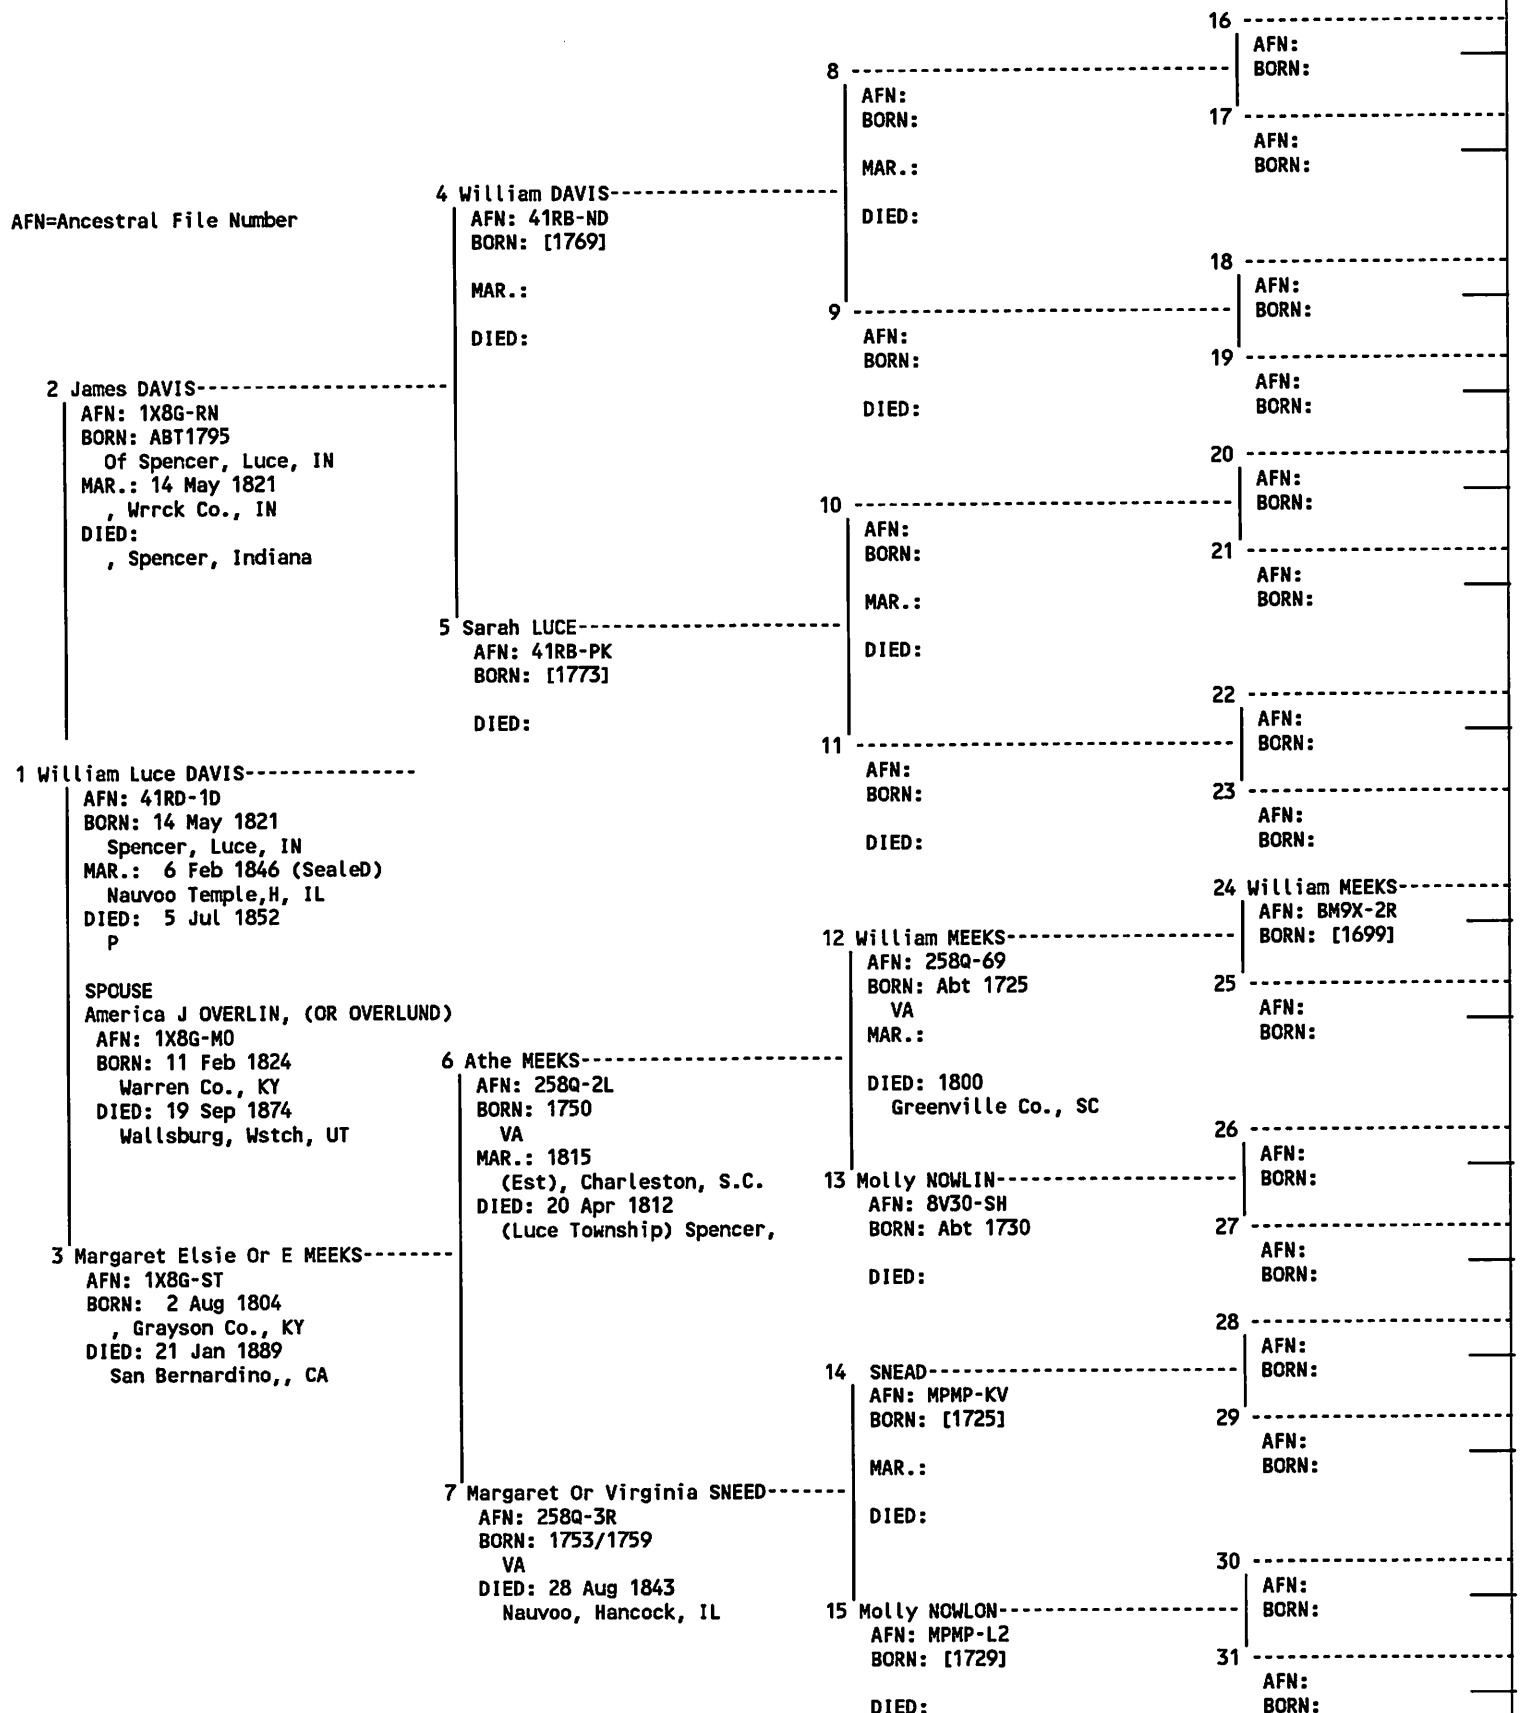 AFN=Ancestral File Number
1 William Luce DAVIS---------------
AFN: 41RD-1D
BORN: 14 May 1821
Spencer, Luce, IN
MAR.: 6 Feb 1846 (SealeD)
Nauvoo Temple,H, IL
DIED: 5 Jul 1852
P
SPOUSE
America J OVERLIN, (OR OVERLUND)
AFN: 1X8G-M0
BORN: 11 Feb 1824
Warren Co., KY
DIED: 19 Sep 1874
Wallsburg, Wstch, UT
2 James DAVIS----------------------
AFN: 1X8G-RN
BORN: ABT1795
Of Spencer, Luce, IN
MAR.: 14 May 1821
, Wrrck Co., IN
DIED:
, Spencer, Indiana
3 Margaret Elsie Or E MEEKS--------
AFN: 1X8G-ST
BORN: 2 Aug 1804
, Grayson Co., KY
DIED: 21 Jan 1889
San Bernardino,, CA
4 William DAVIS--------------------
AFN: 41RB-ND
BORN: [1769]
MAR.:
DIED:
5 Sarah LUCE-----------------------
AFN: 41RB-PK
BORN: [1773]
DIED:
6 Athe MEEKS-----------------------
AFN: 258Q-2L
BORN: 1750
VA
MAR.: 1815
(Est), Charleston, S.C.
DIED: 20 Apr 1812
(Luce Township) Spencer,
7 Margaret Or Virginia SNEED-------
AFN: 258Q-3R
BORN: 1753/1759
VA
DIED: 28 Aug 1843
Nauvoo, Hancock, IL
8 ---------------------------------
AFN:
BORN:
MAR.:
DIED:
9 ---------------------------------
AFN:
BORN:
DIED:
10 ---------------------------------
AFN:
BORN:
MAR.:
DIED:
11 ---------------------------------
AFN:
BORN:
DIED:
12 William MEEKS--------------------
AFN: 258Q-69
BORN: Abt 1725
VA
MAR.:
DIED: 1800
Greenville Co., SC
13 Molly NOWLIN---------------------
AFN: 8V30-SH
BORN: Abt 1730
DIED:
14 SNEAD---------------------------
AFN: MPMP-KV
BORN: [1725]
MAR.:
DIED:
15 Molly NOWLON---------------------
AFN: MPMP-L2
BORN: [1729]
DIED:
16 -----------------------
AFN:
BORN:
17 -----------------------
AFN:
BORN:
18 -----------------------
AFN:
BORN:
19 -----------------------
AFN:
BORN:
20 -----------------------
AFN:
BORN:
21 -----------------------
AFN:
BORN:
22 -----------------------
AFN:
BORN:
23 -----------------------
AFN:
BORN:
24 William MEEKS----------
AFN: BM9X-2R
BORN: [1699]
25 -----------------------
AFN:
BORN:
26 -----------------------
AFN:
BORN:
27 -----------------------
AFN:
BORN:
28 -----------------------
AFN:
BORN:
29 -----------------------
AFN:
BORN:
30 -----------------------
AFN:
BORN:
31 -----------------------
AFN:
BORN: